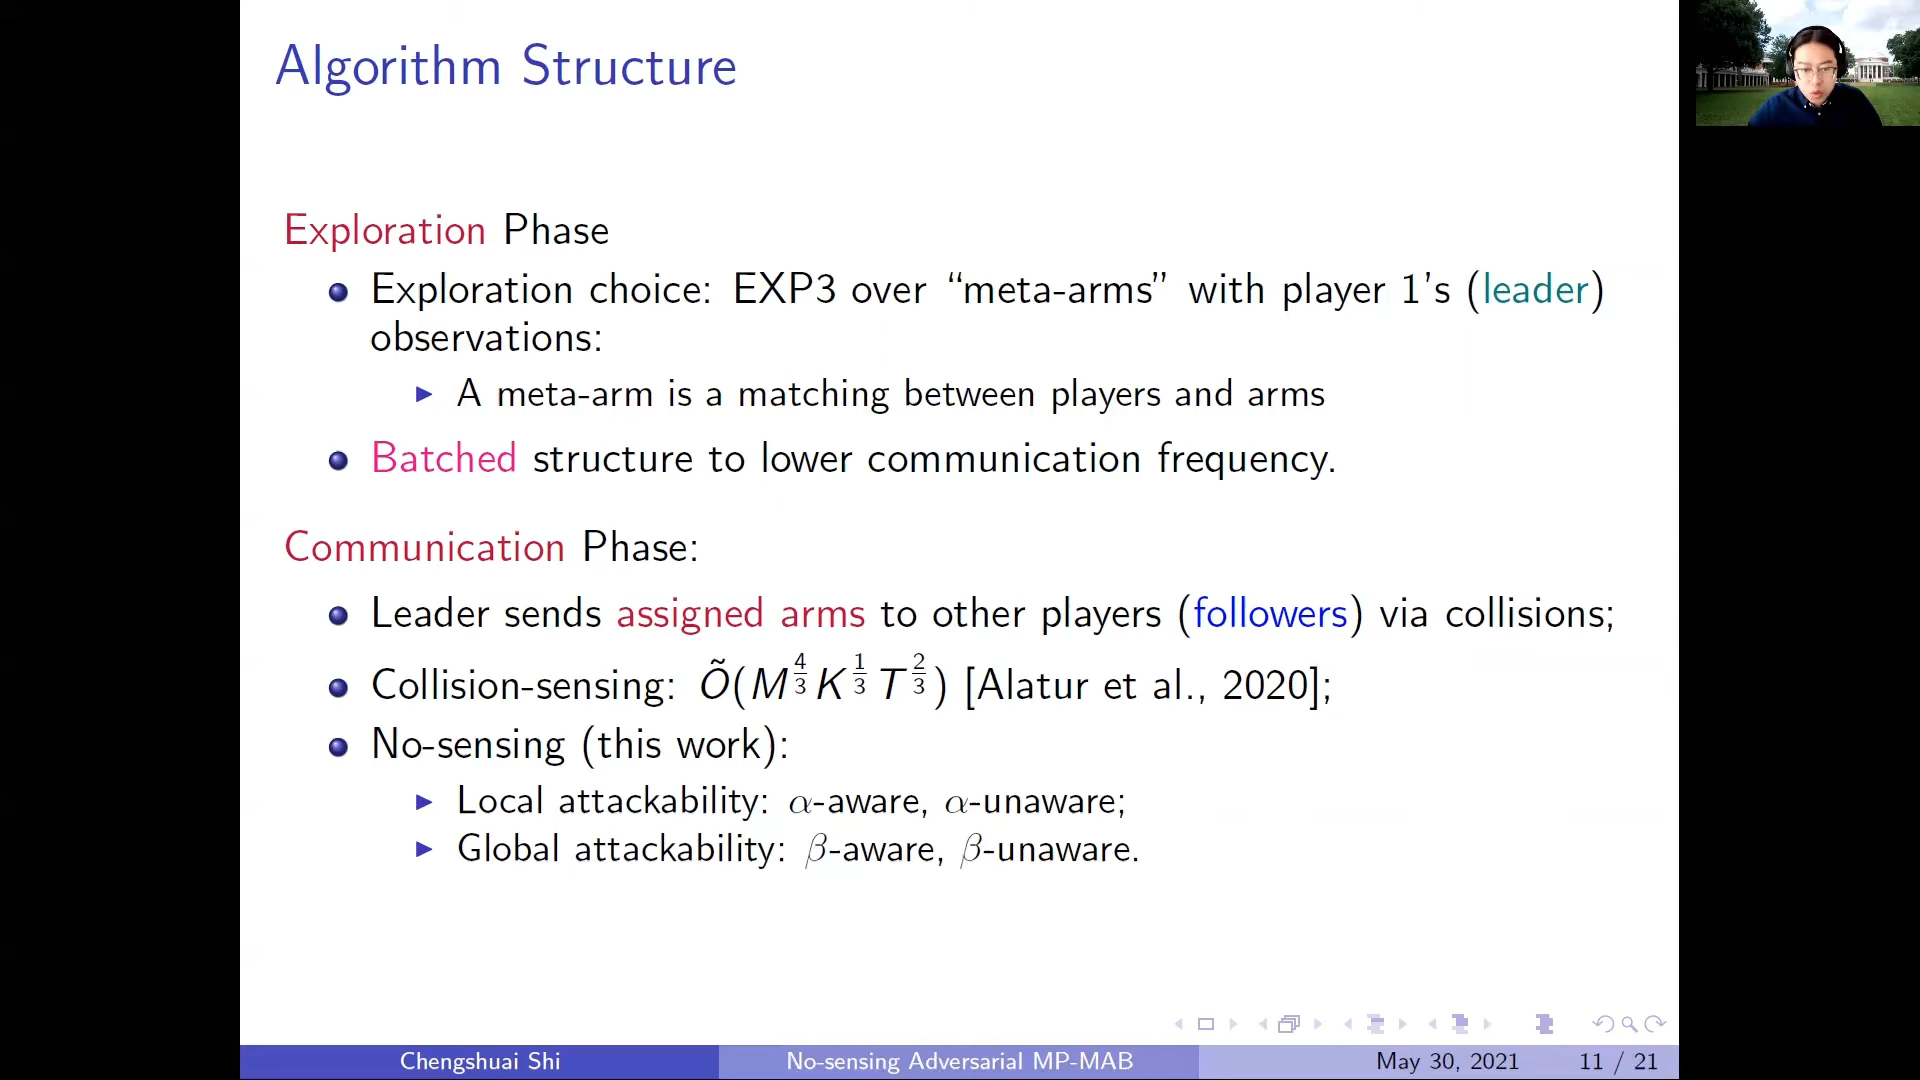 Algorithm Structure
Exploration Phase
Exploration choice: EXP3 over “meta-arms” with player 1’s (leader)
observations:
A meta-arm is a matching between players and arms
Batched structure to lower communication frequency.
Communication Phase:
Leader sends assigned arms to other players (followers) via collisions;
Collision-sensing: Õ(M^{4/3} K^{1/3} T^{2/3}) [Alatur et al., 2020];
No-sensing (this work):
Local attackability: α-aware, α-unaware;
Global attackability: β-aware, β-unaware.
Chengshuai Shi No-sensing Adversarial MP-MAB May 30, 2021 11 / 21